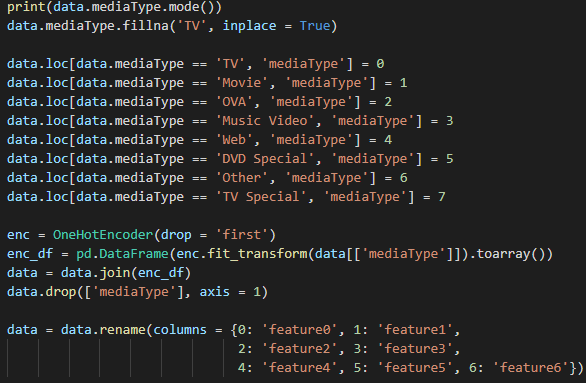 print(data.mediaType.mode())
data.mediaType.fillna('TV', inplace = True)
data.loc[data.mediaType == 'TV', 'mediaType'] = 0
data.loc[data.mediaType == 'Movie', 'mediaType'] = 1
data.loc[data.mediaType == 'OVA', 'mediaType'] = 2
data.loc[data.mediaType == 'Music Video', 'mediaType'] = 3
data.loc[data.mediaType == 'Web', 'mediaType'] = 4
data.loc[data.mediaType == 'DVD Special', 'mediaType'] = 5
data.loc[data.mediaType == 'Other', 'mediaType'] = 6
data.loc[data.mediaType == 'TV Special', 'mediaType'] = 7
enc = OneHotEncoder(drop = 'first')
enc_df = pd.DataFrame(enc.fit_transform(data[['mediaType']]).toarray())
data = data.join(enc_df)
data.drop(['mediaType'], axis = 1)
data = data.rename(columns = {0: 'feature0', 1: 'feature1',
2: 'feature2', 3: 'feature3',
4: 'feature4', 5: 'feature5', 6: 'feature6'})